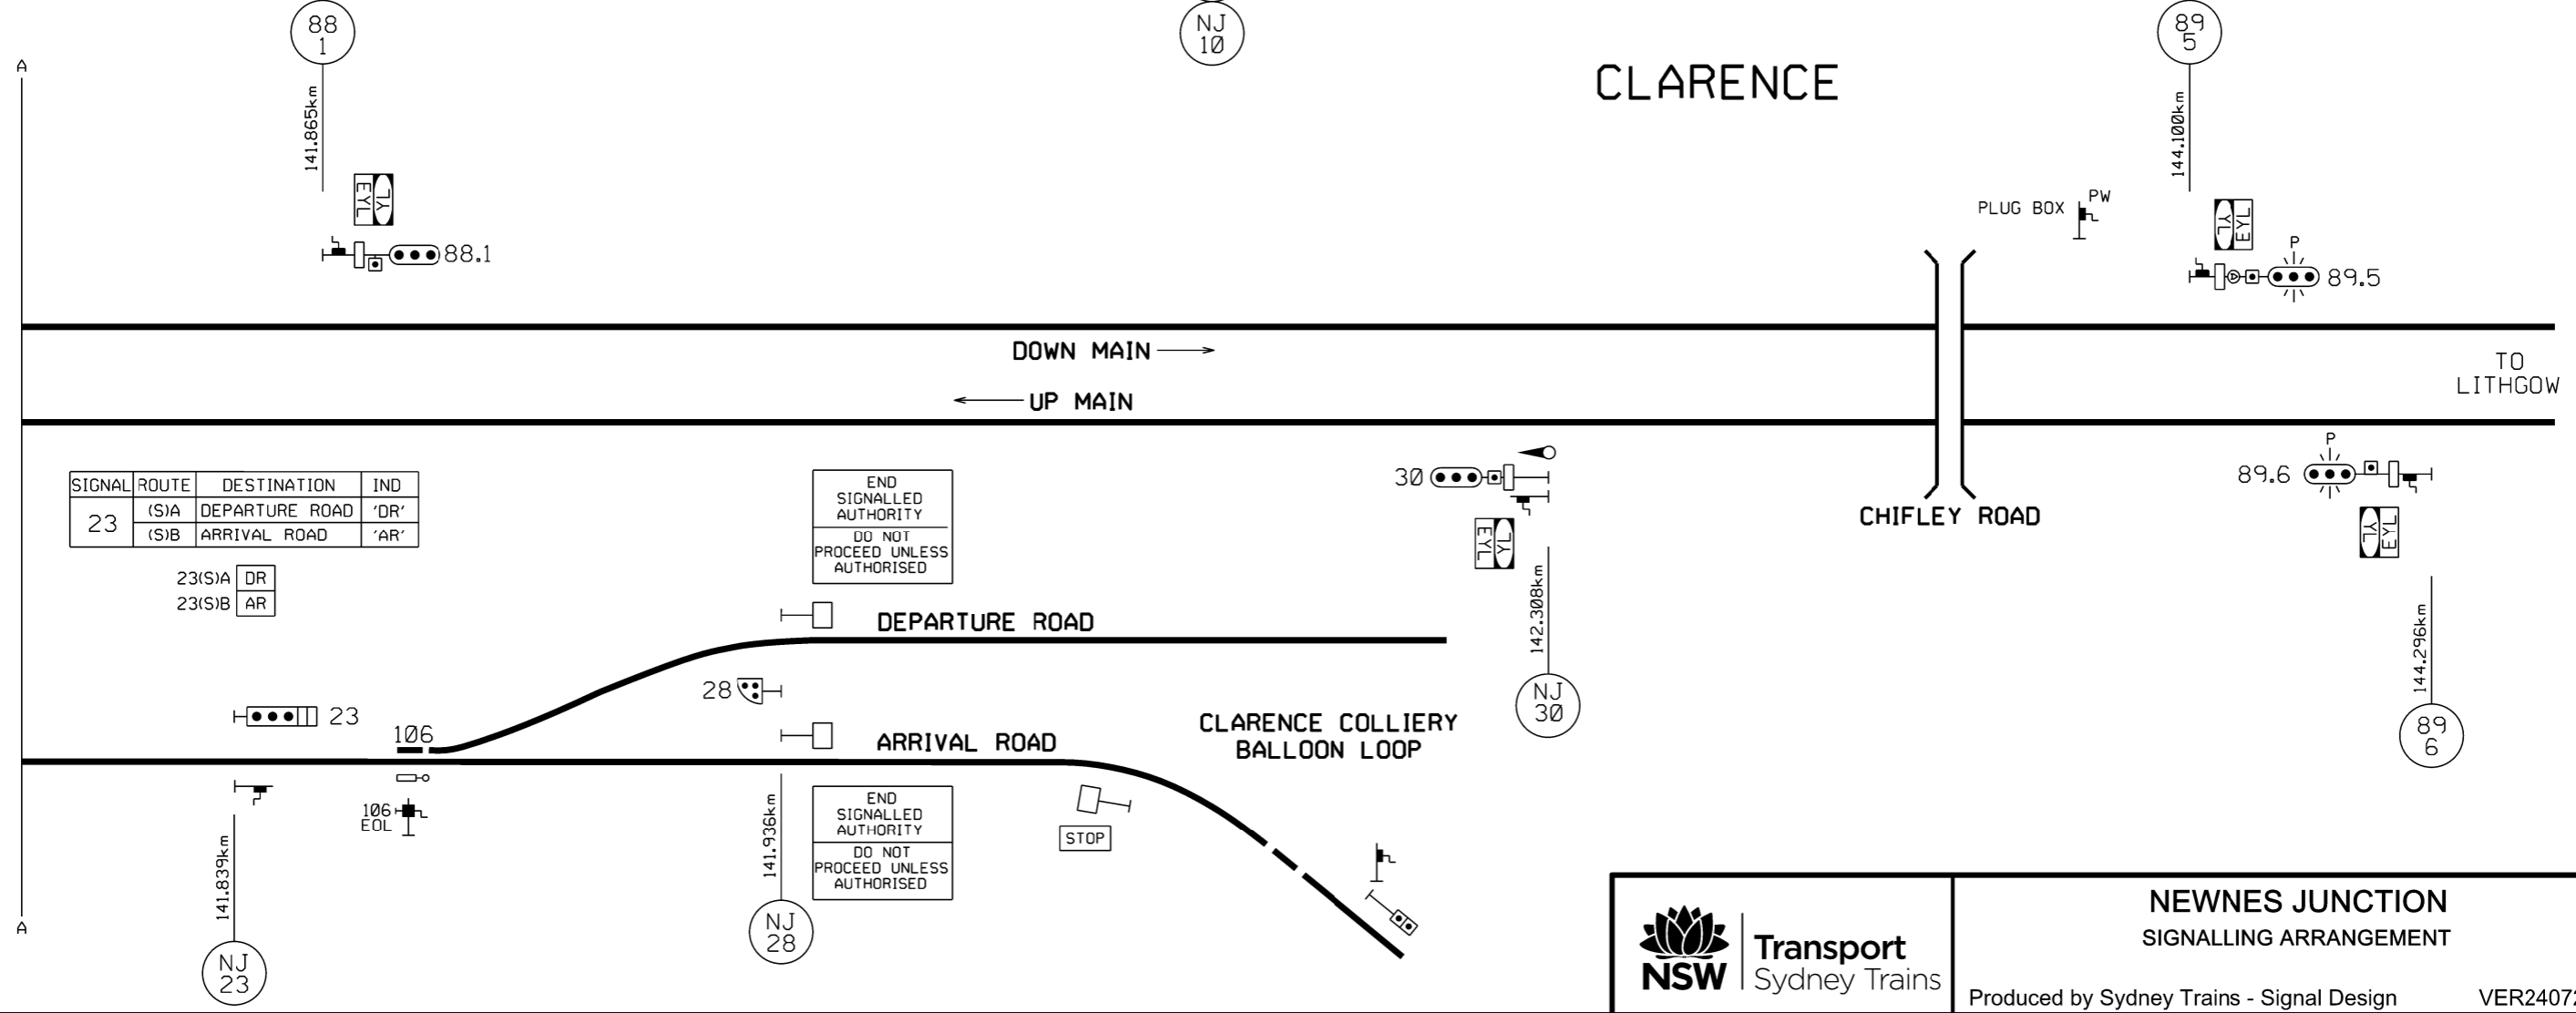 88
1
NJ
10
89
5
CLARENCE
A
141.865km
144.100km
EYL
YL
PLUG BOX
PW
YL
EYL
88.1
P
89.5
DOWN MAIN
UP MAIN
TO
LITHGOW
SIGNAL ROUTE DESTINATION IND
23 (S)A DEPARTURE ROAD 'DR'
(S)B ARRIVAL ROAD 'AR'
23(S)A DR
23(S)B AR
END
SIGNALLED
AUTHORITY
DO NOT
PROCEED UNLESS
AUTHORISED
30
EYL
YL
142.308km
NJ
30
CHIFLEY ROAD
P
89.6
YL
EYL
144.296km
89
6
DEPARTURE ROAD
28
23
106
ARRIVAL ROAD
CLARENCE COLLIERY
BALLOON LOOP
106
EOL
141.839km
NJ
23
141.936km
NJ
28
END
SIGNALLED
AUTHORITY
DO NOT
PROCEED UNLESS
AUTHORISED
STOP
A
NSW
Transport
Sydney Trains
NEWNES JUNCTION
SIGNALLING ARRANGEMENT
Produced by Sydney Trains - Signal Design